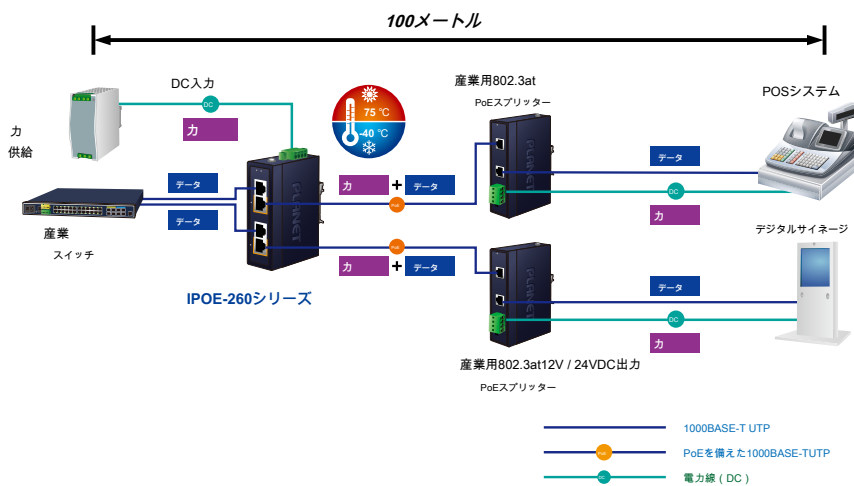 100メートル
DC入力
DC
力
力
供給
75 ℃
-40 ℃
産業用802.3at
PoEスプリッター
POSシステム
データ
データ
産業
スイッチ
PLANET
IPOE-260シリーズ
力 + データ
PoE
力 + データ
PoE
PLANET
データ
DC
力
デジタルサイネージ
PLANET
データ
DC
力
産業用802.3at12V / 24VDC出力
PoEスプリッター
1000BASE-T UTP
PoE
PoEを備えた1000BASE-TUTP
DC
電力線(DC)